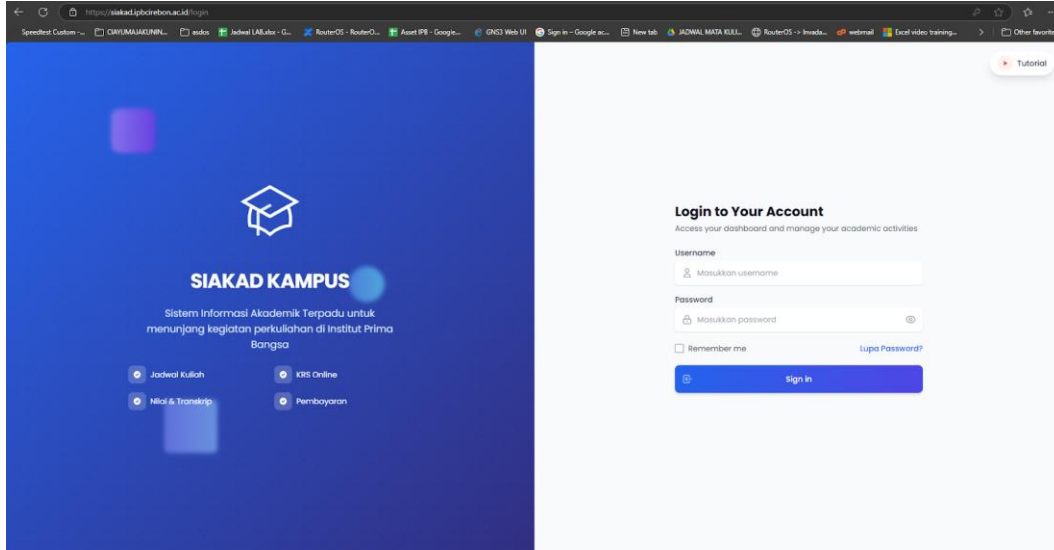 https://siakad.ipbcirebon.ac.id/login
Speedtest Custom -... CIAYUMAJAKUNIN... asdos Jadwal LAB.xlsx - G... RouterOS - RouterO... Asset IPB - Google... GNS3 Web UI Sign in – Google ac... New tab JADWAL MATA KULI... RouterOS -> Invada... webmail Excel video training... Other favorite
Tutorial
SIAKAD KAMPUS
Sistem Informasi Akademik Terpadu untuk
menunjang kegiatan perkuliahan di Institut Prima
Bangsa
Jadwal Kuliah
KRS Online
Nilai & Transkrip
Pembayaran
Login to Your Account
Access your dashboard and manage your academic activities
Username
Masukkan username
Password
Masukkan password
Remember me Lupa Password?
Sign in